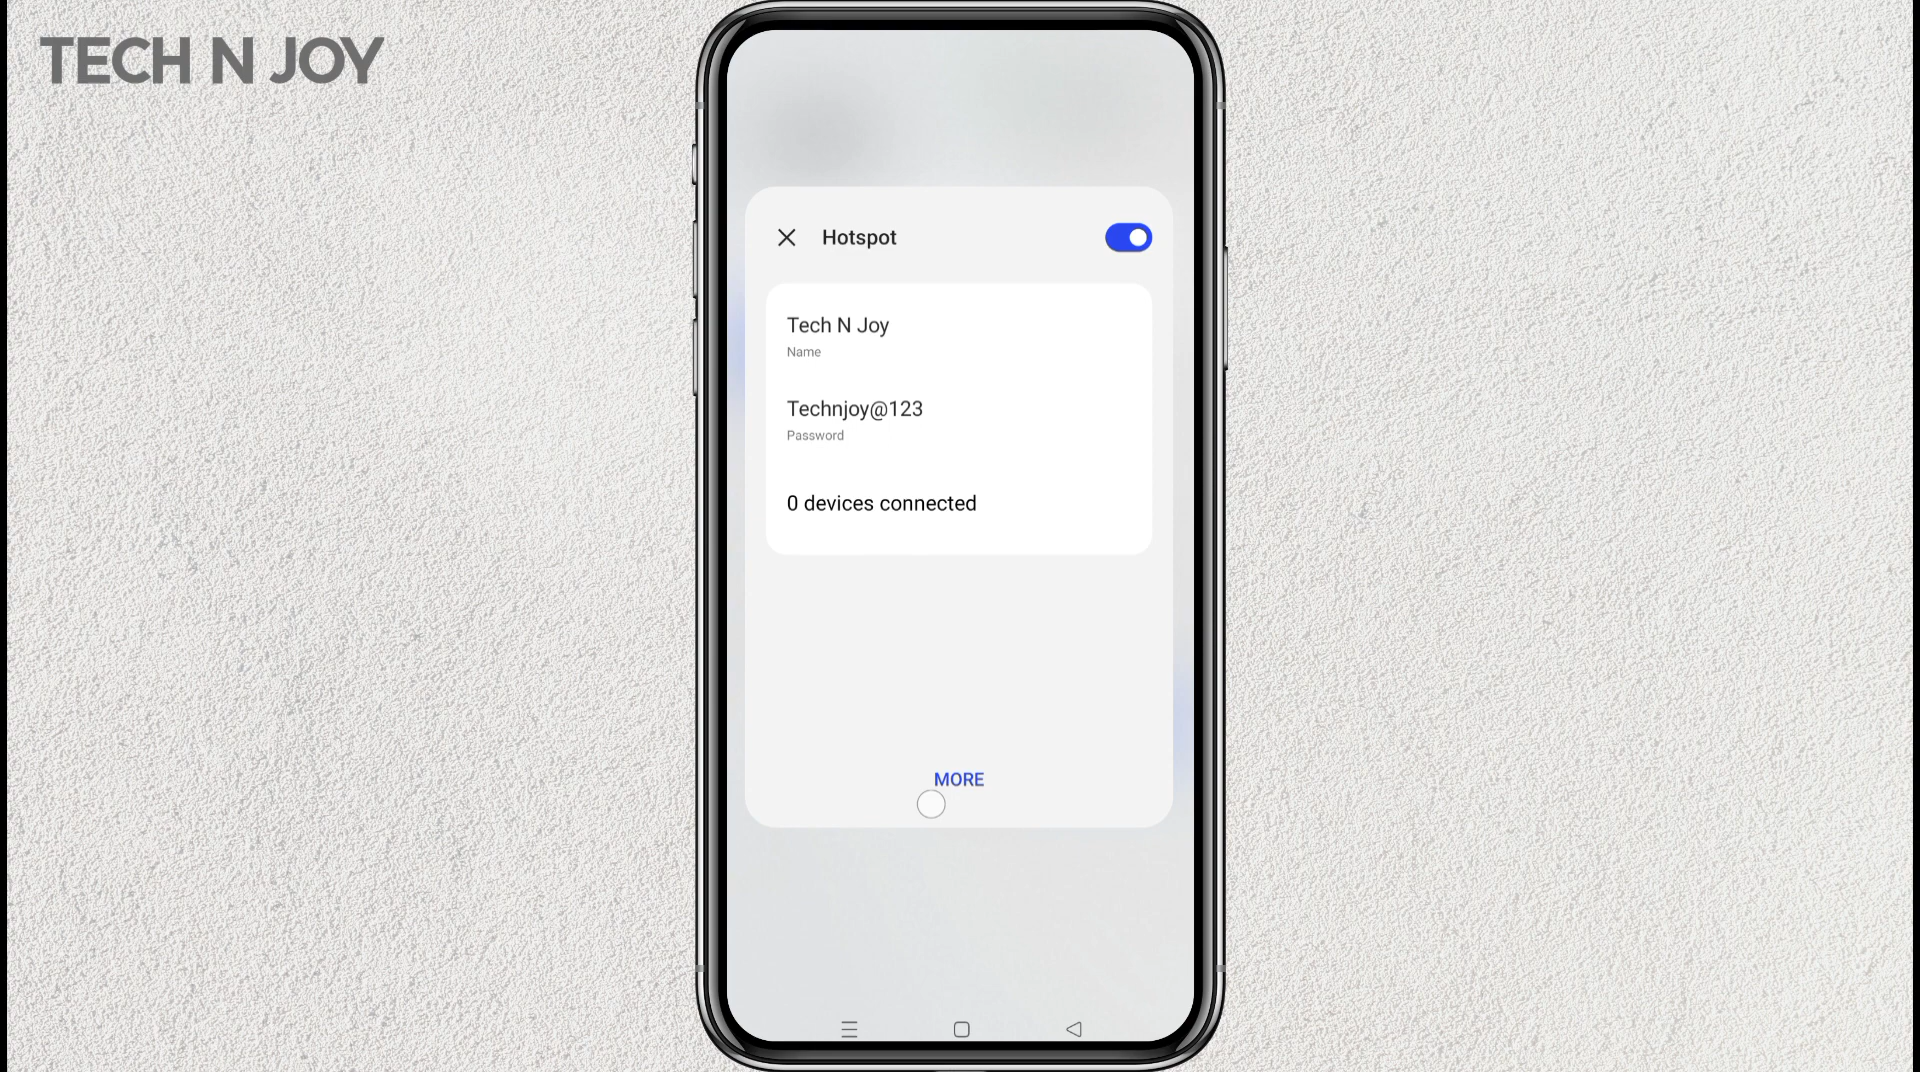 TECH N JOY
Hotspot
Tech N Joy
Name
Technjoy@123
Password
0 devices connected
MORE